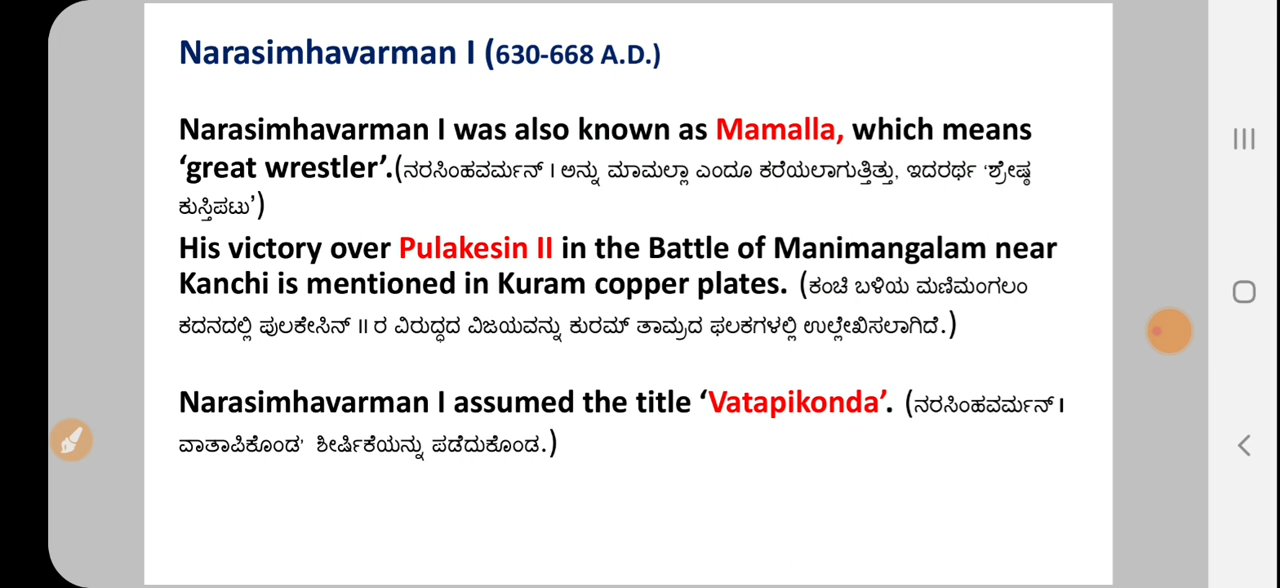 Narasimhavarman I (630-668 A.D.)
Narasimhavarman I was also known as Mamalla, which means
‘great wrestler’.(ನರಸಿಂಹವರ್ಮನ್ I ಅನ್ನು ಮಾಮಲ್ಲಾ ಎಂದೂ ಕರೆಯಲಾಗುತ್ತಿತ್ತು, ಇದರರ್ಥ ‘ಶ್ರೇಷ್ಠ
ಕುಸ್ತಿಪಟು’)
His victory over Pulakesin II in the Battle of Manimangalam near
Kanchi is mentioned in Kuram copper plates. (ಕಂಚಿ ಬಳಿಯ ಮಣಿಮಂಗಲಂ
ಕದನದಲ್ಲಿ ಪುಲಕೇಸಿನ್ II ರ ವಿರುದ್ಧದ ವಿಜಯವನ್ನು ಕುರಮ್ ತಾಮ್ರದ ಫಲಕಗಳಲ್ಲಿ ಉಲ್ಲೇಖಿಸಲಾಗಿದೆ.)
Narasimhavarman I assumed the title ‘Vatapikonda’. (ನರಸಿಂಹವರ್ಮನ್ I
ವಾತಾಪಿಕೊಂಡ’ ಶೀರ್ಷಿಕೆಯನ್ನು ಪಡೆದುಕೊಂಡ.)